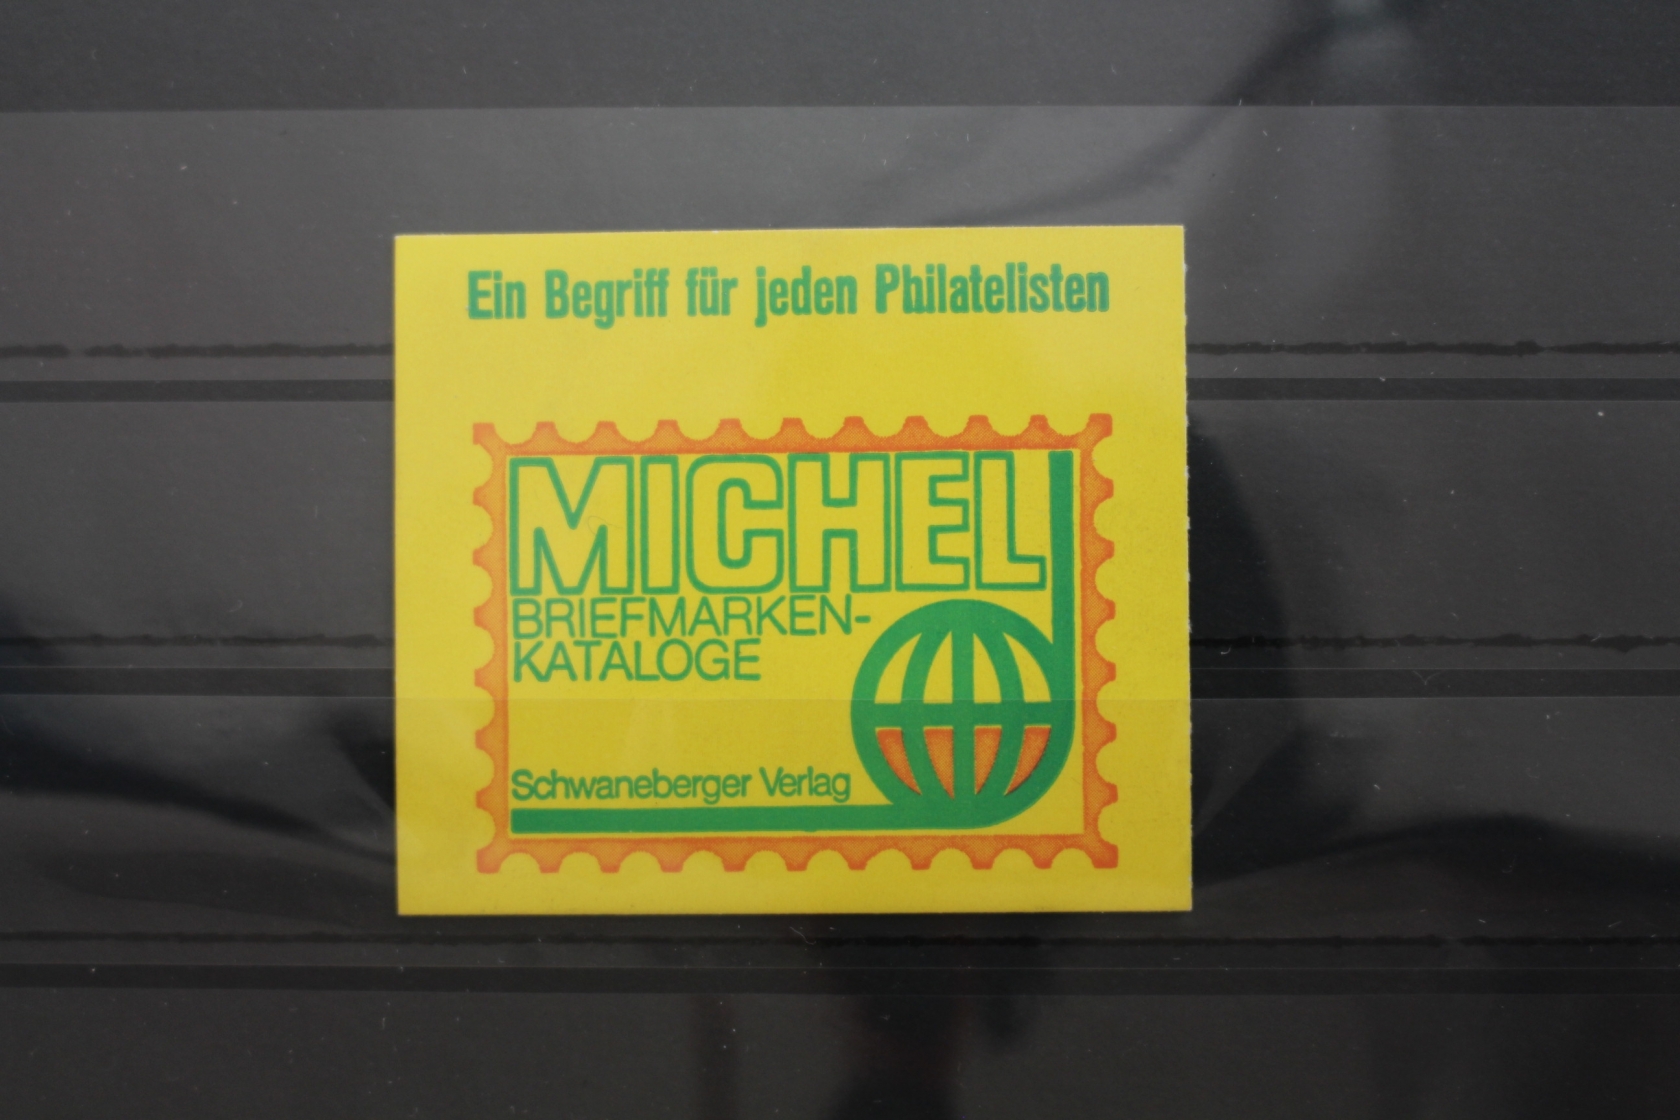 Ein Begriff für jeden Philatelisten
MICHEL
BRIEFMARKEN-
KATALOGE
Schwaneberger Verlag